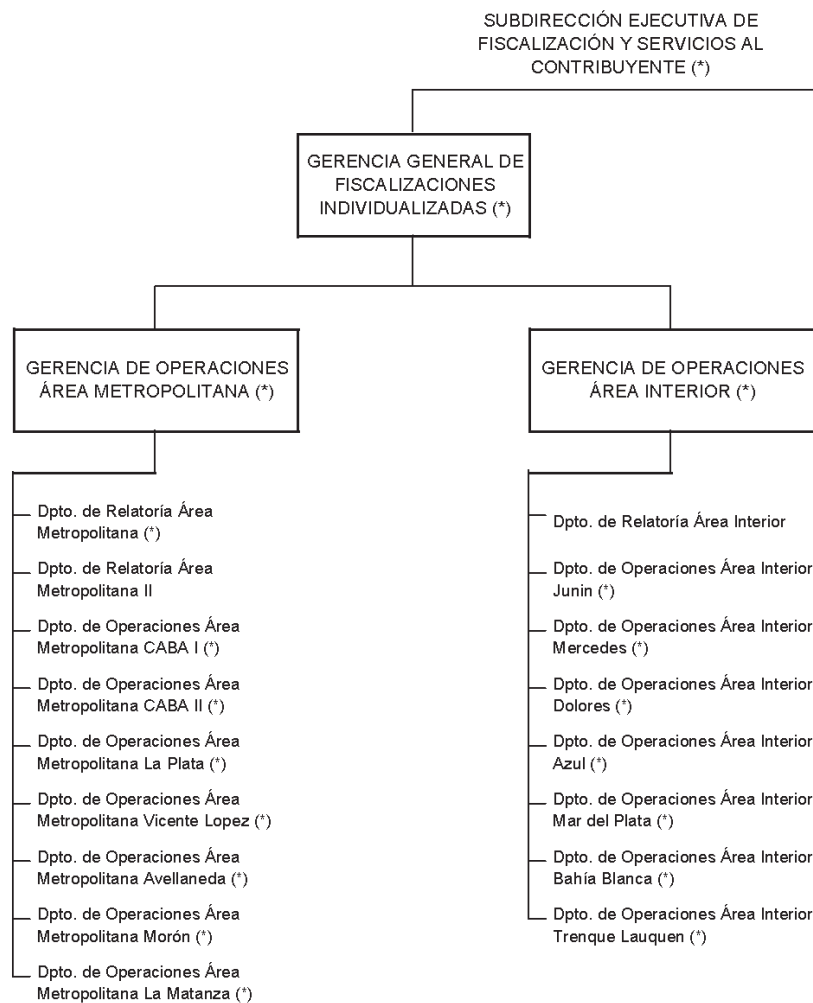 SUBDIRECCIÓN EJECUTIVA DE
FISCALIZACIÓN Y SERVICIOS AL
CONTRIBUYENTE (*)
GERENCIA GENERAL DE
FISCALIZACIONES
INDIVIDUALIZADAS (*)
GERENCIA DE OPERACIONES
ÁREA METROPOLITANA (*)
Dpto. de Relatoría Área
Metropolitana (*)
Dpto. de Relatoría Área
Metropolitana II
Dpto. de Operaciones Área
Metropolitana CABA I (*)
Dpto. de Operaciones Área
Metropolitana CABA II (*)
Dpto. de Operaciones Área
Metropolitana La Plata (*)
Dpto. de Operaciones Área
Metropolitana Vicente Lopez (*)
Dpto. de Operaciones Área
Metropolitana Avellaneda (*)
Dpto. de Operaciones Área
Metropolitana Morón (*)
Dpto. de Operaciones Área
Metropolitana La Matanza (*)
GERENCIA DE OPERACIONES
ÁREA INTERIOR (*)
Dpto. de Relatoría Área Interior
Dpto. de Operaciones Área Interior
Junin (*)
Dpto. de Operaciones Área Interior
Mercedes (*)
Dpto. de Operaciones Área Interior
Dolores (*)
Dpto. de Operaciones Área Interior
Azul (*)
Dpto. de Operaciones Área Interior
Mar del Plata (*)
Dpto. de Operaciones Área Interior
Bahía Blanca (*)
Dpto. de Operaciones Área Interior
Trenque Lauquen (*)